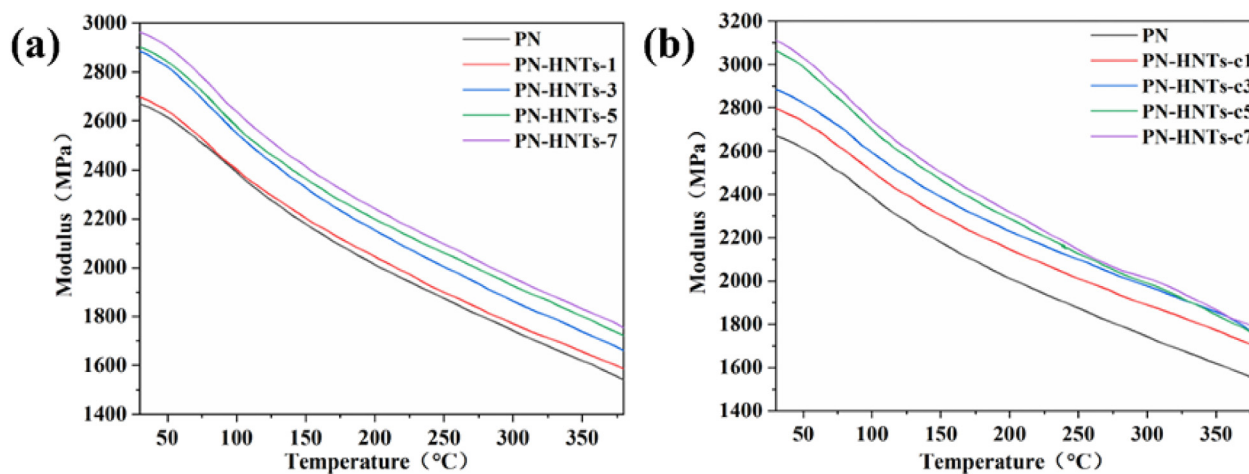 (a)
PN
PN-HNTs-1
PN-HNTs-3
PN-HNTs-5
PN-HNTs-7
Modulus（MPa）
3000
2800
2600
2400
2200
2000
1800
1600
1400
50 100 150 200 250 300 350
Temperature（°C）
(b)
PN
PN-HNTs-c1
PN-HNTs-c3
PN-HNTs-c5
PN-HNTs-c7
Modulus（MPa）
3200
3000
2800
2600
2400
2200
2000
1800
1600
1400
50 100 150 200 250 300 350
Temperature（°C）